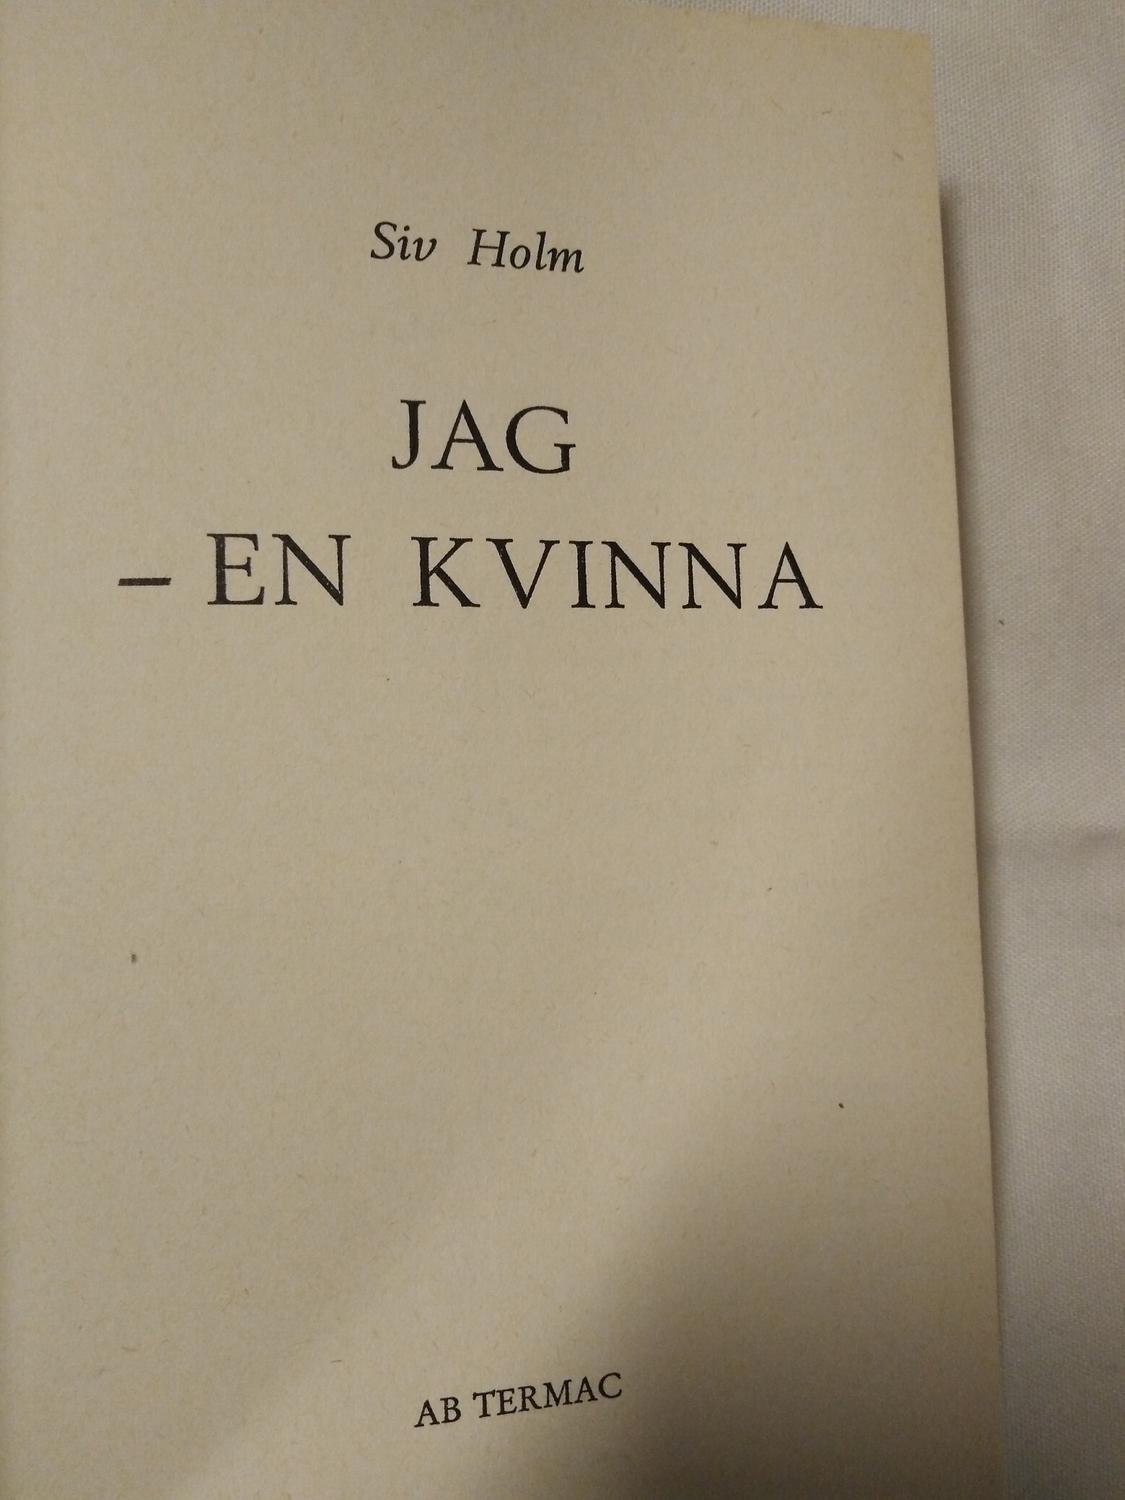 Siv Holm
JAG
– EN KVINNA
AB TERMAC